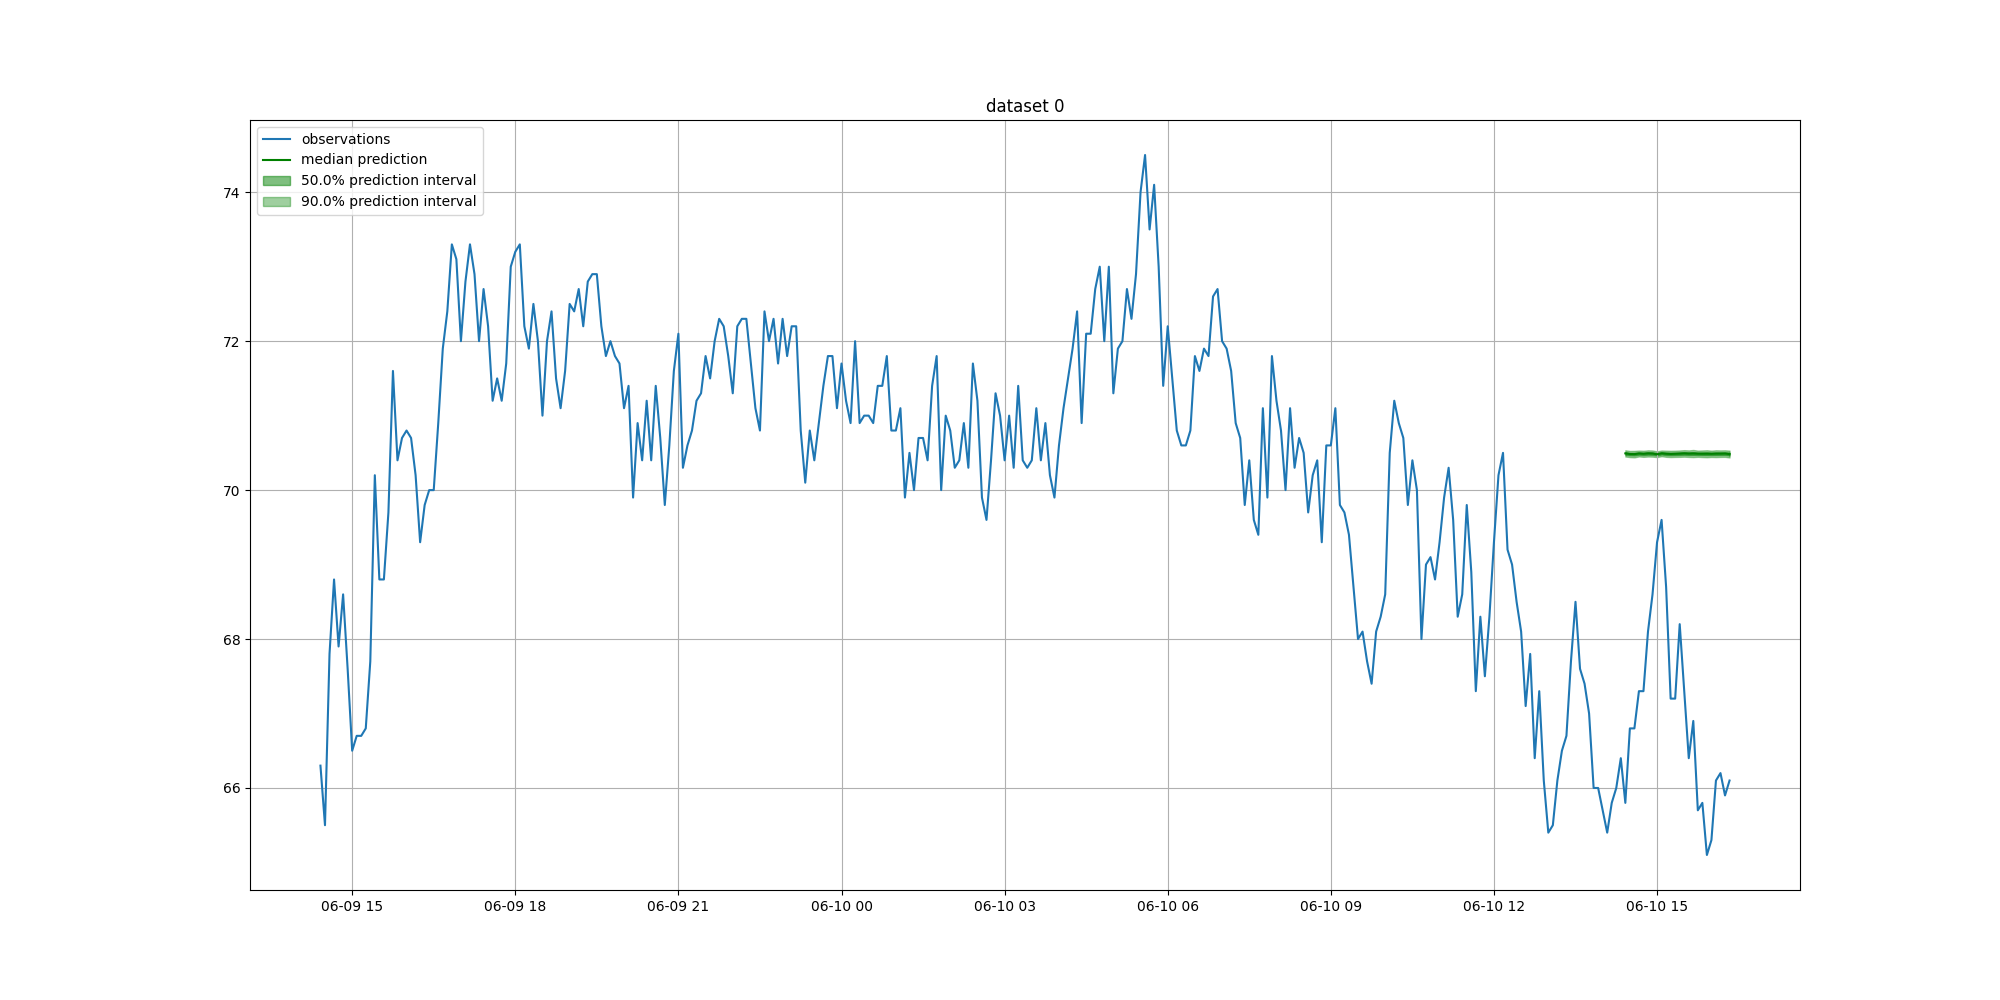 dataset 0
observations
median prediction
50.0% prediction interval
90.0% prediction interval
74
72
70
68
66
06-09 15
06-09 18
06-09 21
06-10 00
06-10 03
06-10 06
06-10 09
06-10 12
06-10 15